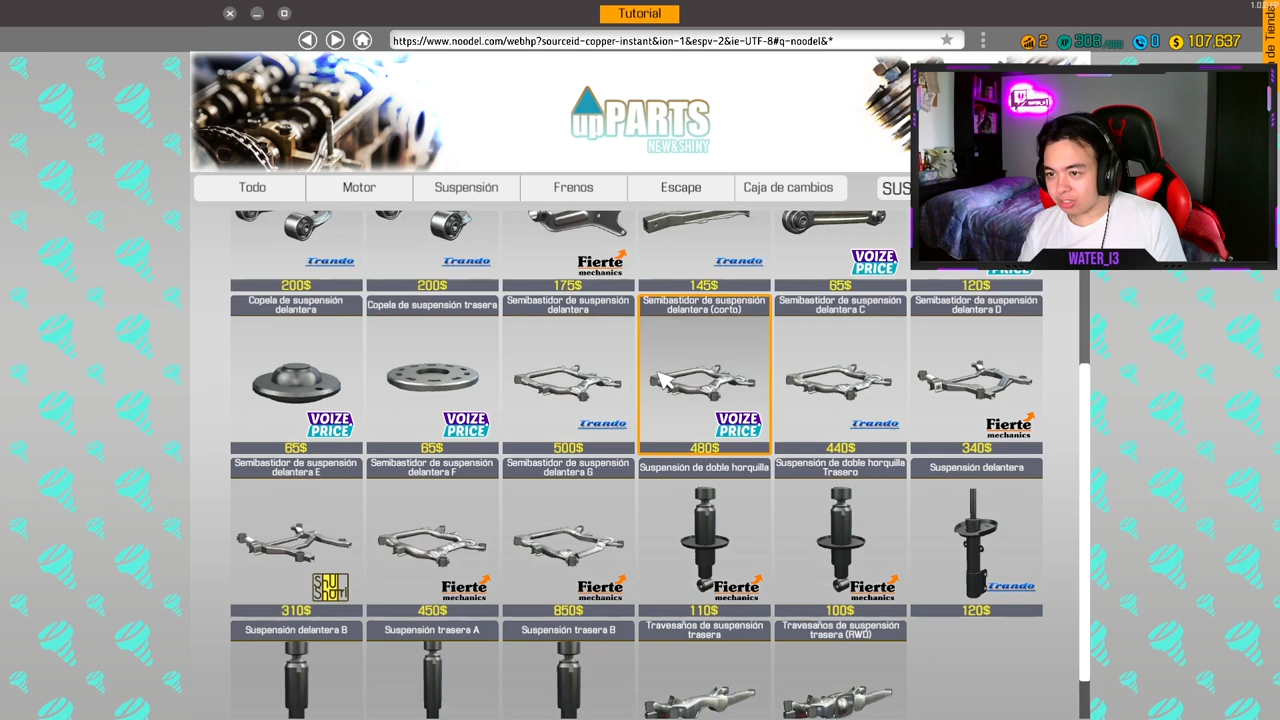 Tutorial
https://www.noodel.com/webhp?sourceid-copper-instant&ion-1&espv-2&ie-UTF-8#q-noodel&*
2
308
0
$ 107,637
de Tienda
upPARTS
NEW&SHINY
Todo
Motor
Suspensión
Frenos
Escape
Caja de cambios
SUS
WATER_I3
Trando
Trando
Fierte mechanics
Trando
VOIZE PRICE
200$
200$
175$
145$
65$
120$
Copela de suspensión delantera
Copela de suspensión trasera
Semibastidor de suspensión delantera
Semibastidor de suspensión delantera (corto)
Semibastidor de suspensión delantera C
Semibastidor de suspensión delantera D
VOIZE PRICE
VOIZE PRICE
Trando
VOIZE PRICE
Trando
Fierte mechanics
65$
65$
500$
480$
440$
340$
Semibastidor de suspensión delantera E
Semibastidor de suspensión delantera F
Semibastidor de suspensión delantera G
Suspensión de doble horquilla
Suspensión de doble horquilla Trasero
Suspensión delantera
Fierte mechanics
Fierte mechanics
Fierte mechanics
Fierte mechanics
Trando
310$
450$
850$
110$
100$
120$
Suspensión delantera B
Suspensión trasera A
Suspensión trasera B
Travesaños de suspensión trasera
Travesaños de suspensión trasera (RWD)